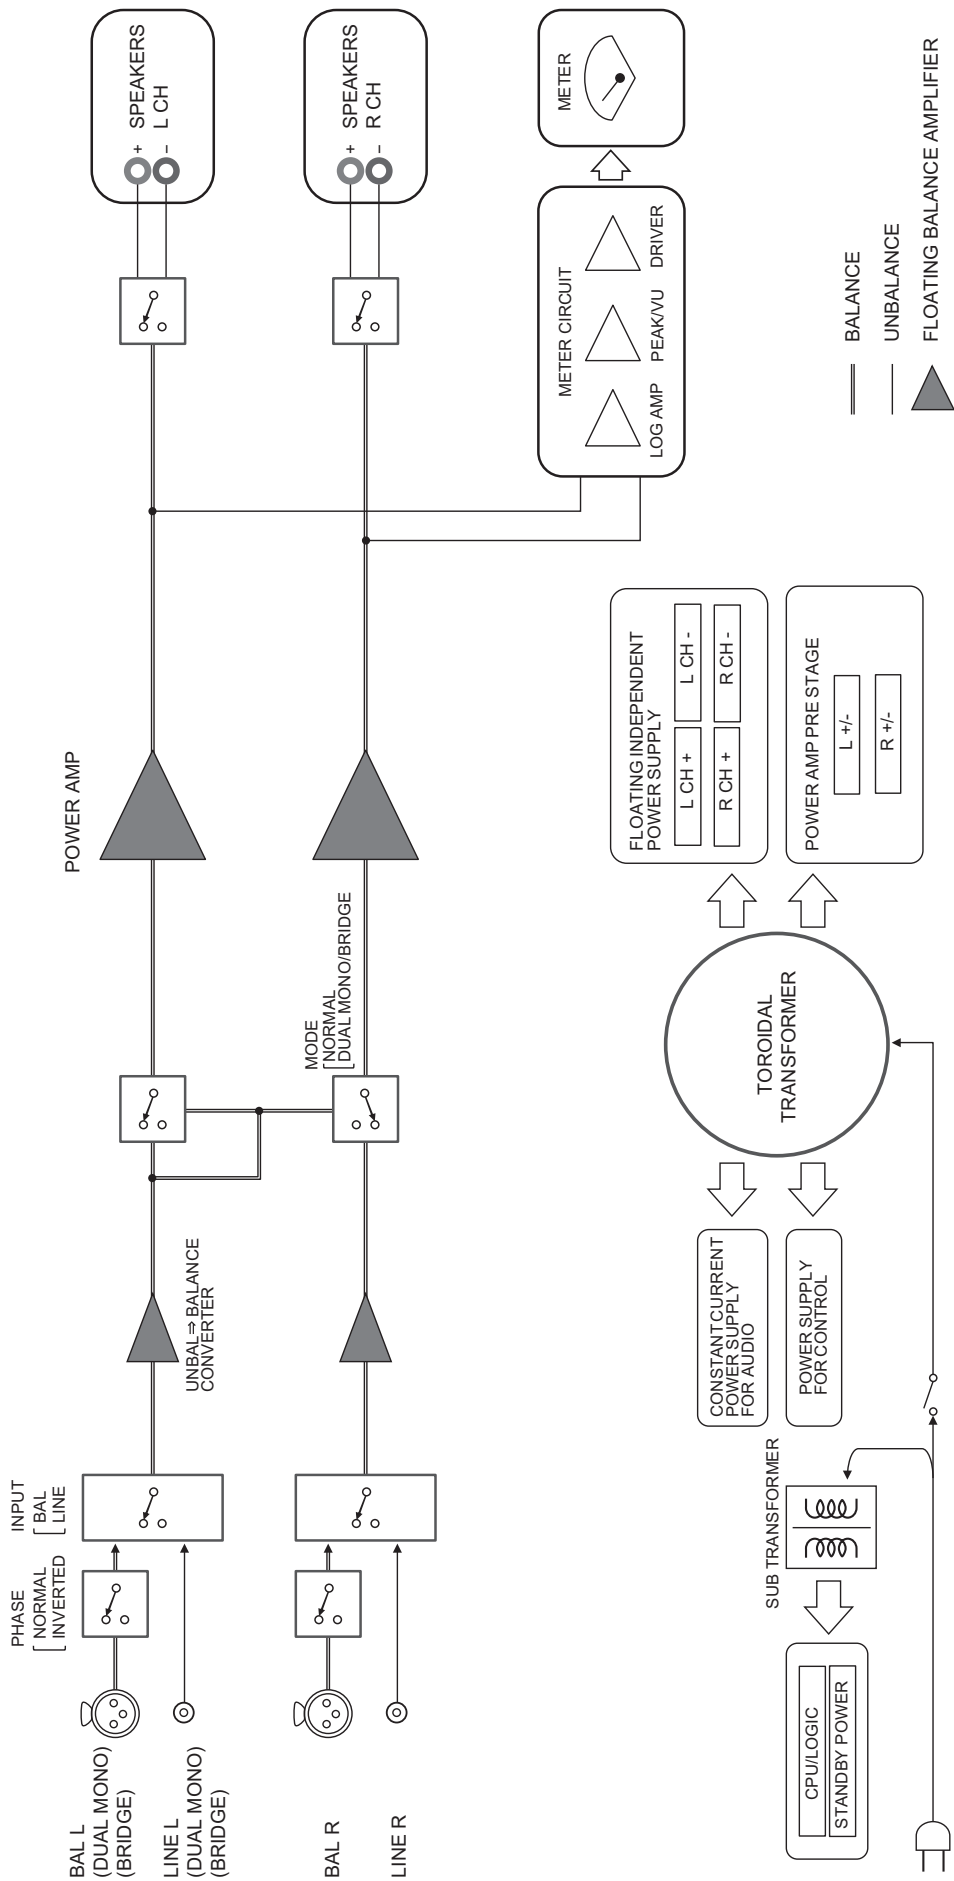 BAL L
(DUAL MONO)
(BRIDGE)
LINE L
(DUAL MONO)
(BRIDGE)
BAL R
LINE R
PHASE
NORMAL
INVERTED
INPUT
BAL
LINE
UNBAL⇒BALANCE
CONVERTER
MODE
NORMAL
DUAL MONO/BRIDGE
POWER AMP
+
SPEAKERS
L CH
-
+
SPEAKERS
R CH
-
METER CIRCUIT
LOG AMP
PEAK/VU
DRIVER
METER
CPU/LOGIC
STANDBY POWER
SUB TRANSFORMER
CONSTANT CURRENT
POWER SUPPLY
FOR AUDIO
POWER SUPPLY
FOR CONTROL
TOROIDAL
TRANSFORMER
FLOATING INDEPENDENT
POWER SUPPLY
L CH +
L CH -
R CH +
R CH -
POWER AMP PRE STAGE
L +/-
R +/-
BALANCE
UNBALANCE
FLOATING BALANCE AMPLIFIER